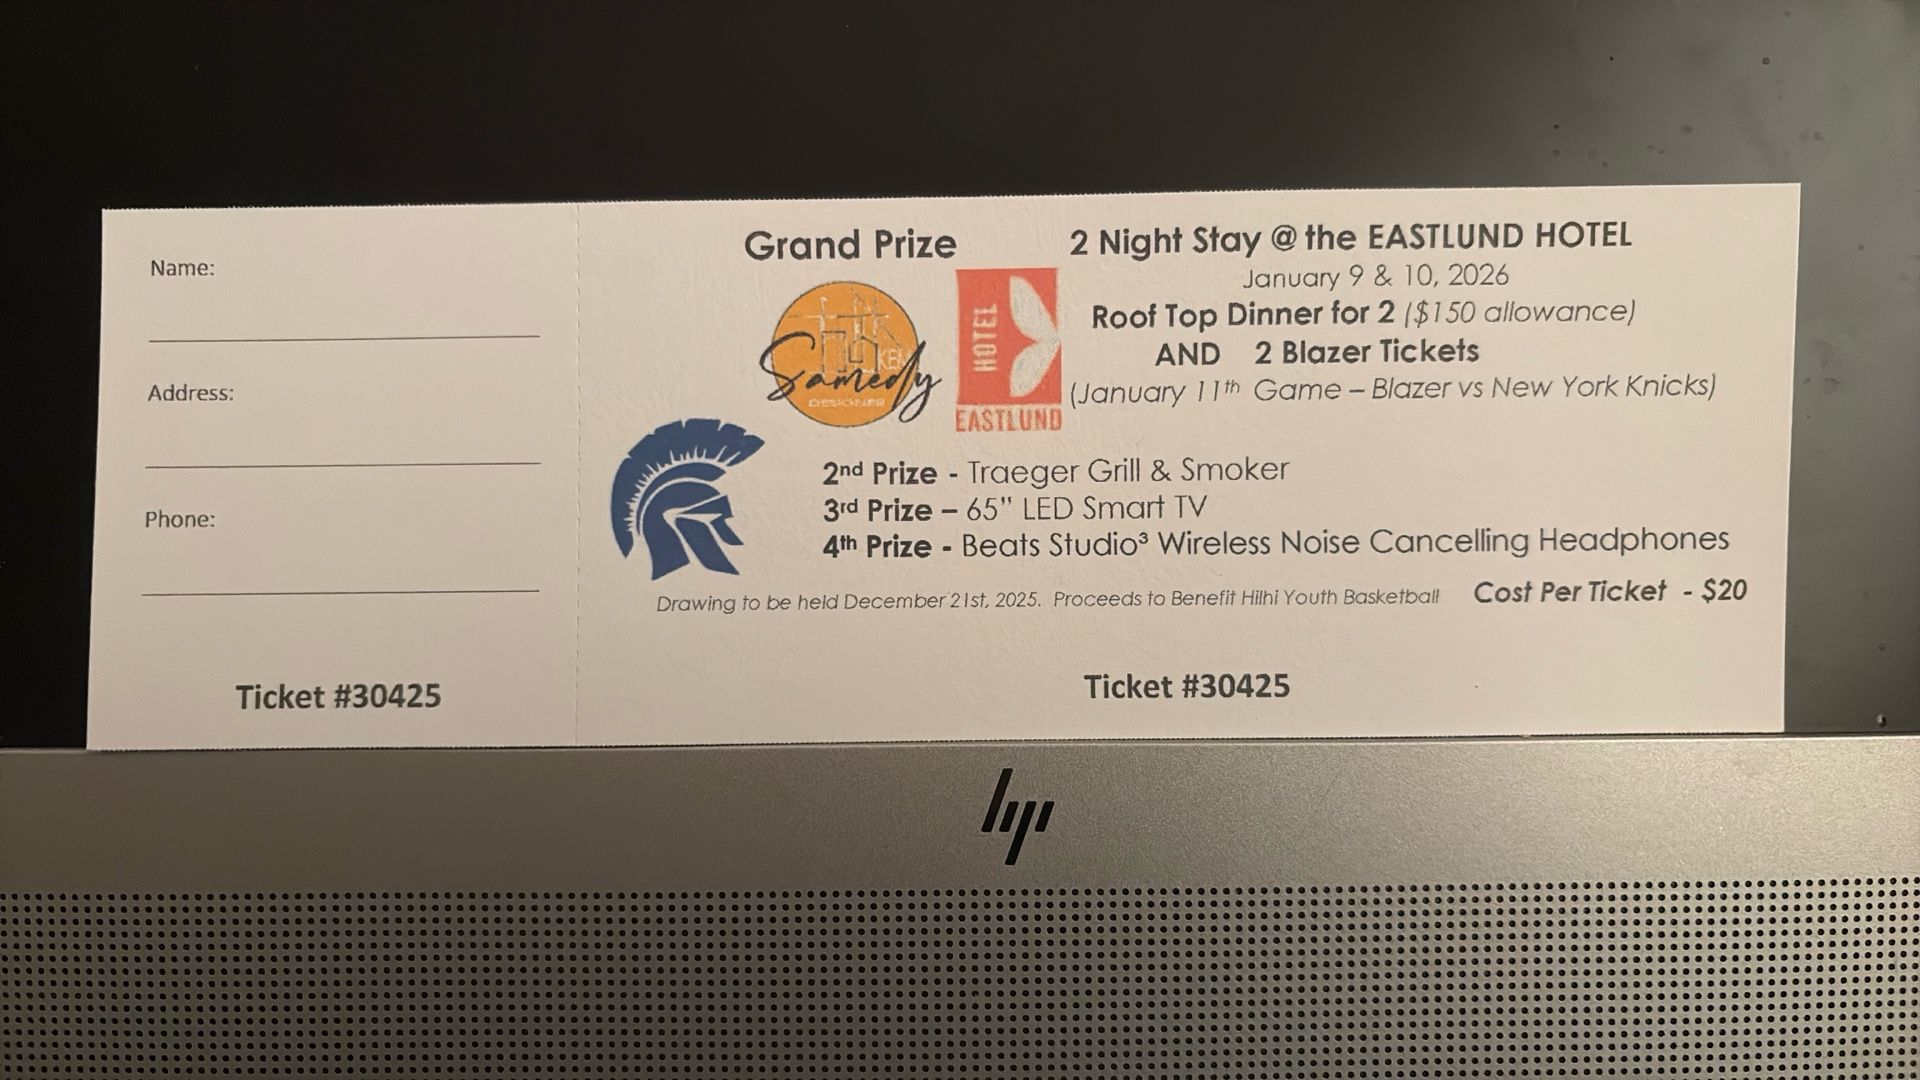 Name:
Address:
Phone:
Ticket #30425
Grand Prize
Samedy
DESIGNER
HOTEL
EASTLUND
2 Night Stay @ the EASTLUND HOTEL
January 9 & 10, 2026
Roof Top Dinner for 2 ($150 allowance)
AND 2 Blazer Tickets
(January 11th Game – Blazer vs New York Knicks)
2nd Prize - Traeger Grill & Smoker
3rd Prize – 65" LED Smart TV
4th Prize - Beats Studio³ Wireless Noise Cancelling Headphones
Drawing to be held December 21st, 2025. Proceeds to Benefit Hilhi Youth Basketball
Cost Per Ticket - $20
Ticket #30425
hp